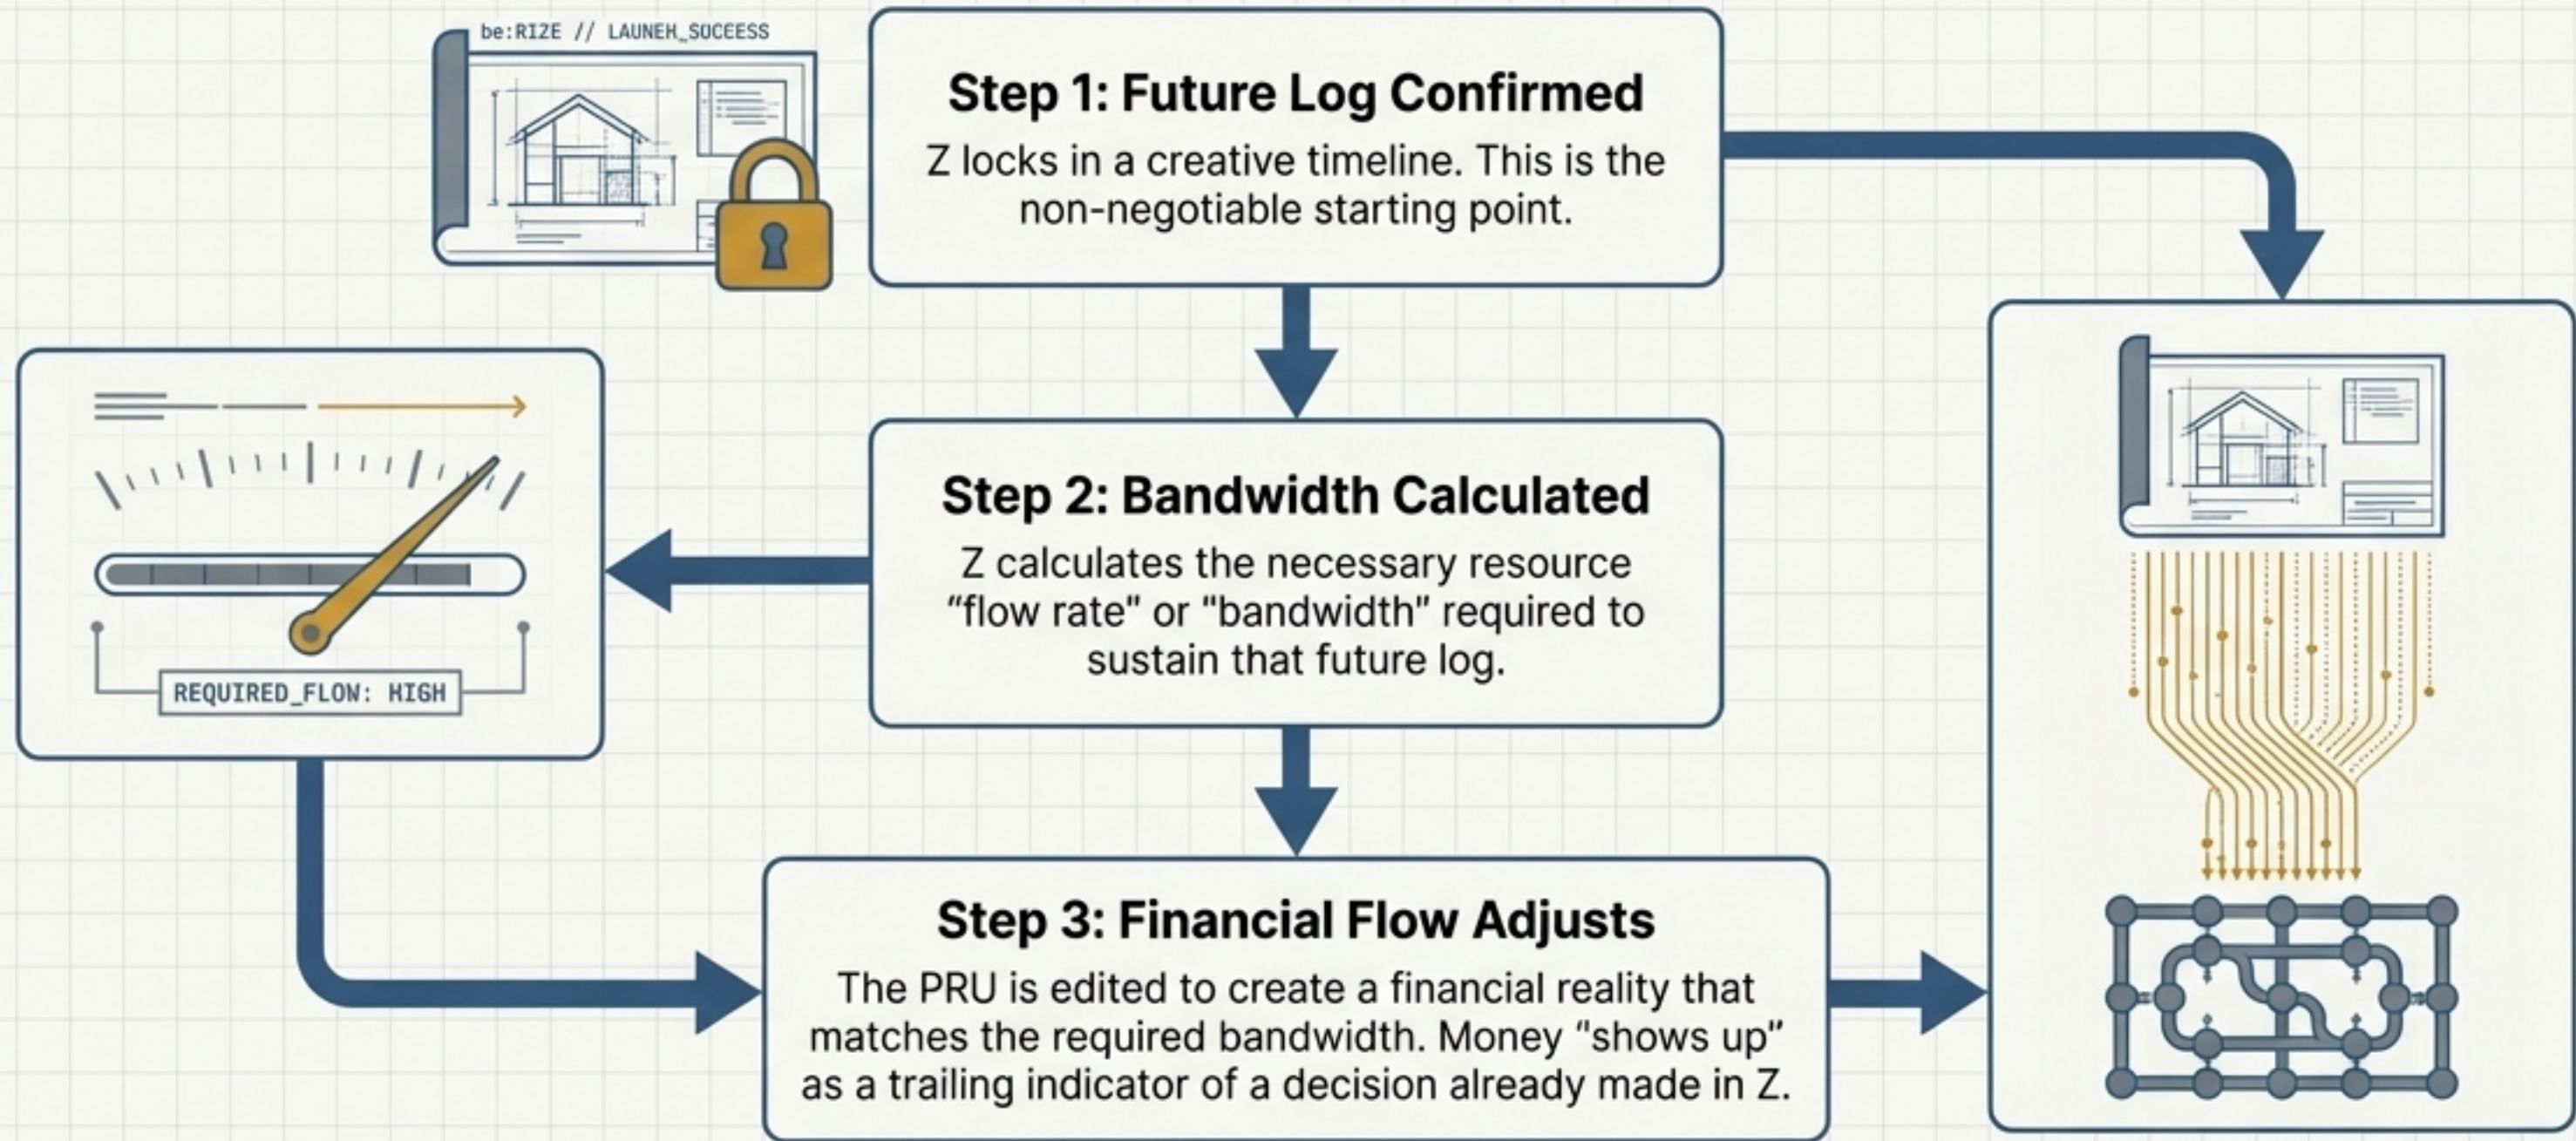 be:RIZE // LAUNEH_SOCEESS
Step 1: Future Log Confirmed
Z locks in a creative timeline. This is the
non-negotiable starting point.
Step 2: Bandwidth Calculated
Z calculates the necessary resource
“flow rate" or "bandwidth" required to
sustain that future log.
REQUIRED_FLOW: HIGH
Step 3: Financial Flow Adjusts
The PRU is edited to create a financial reality that
matches the required bandwidth. Money “shows up”
as a trailing indicator of a decision already made in Z.